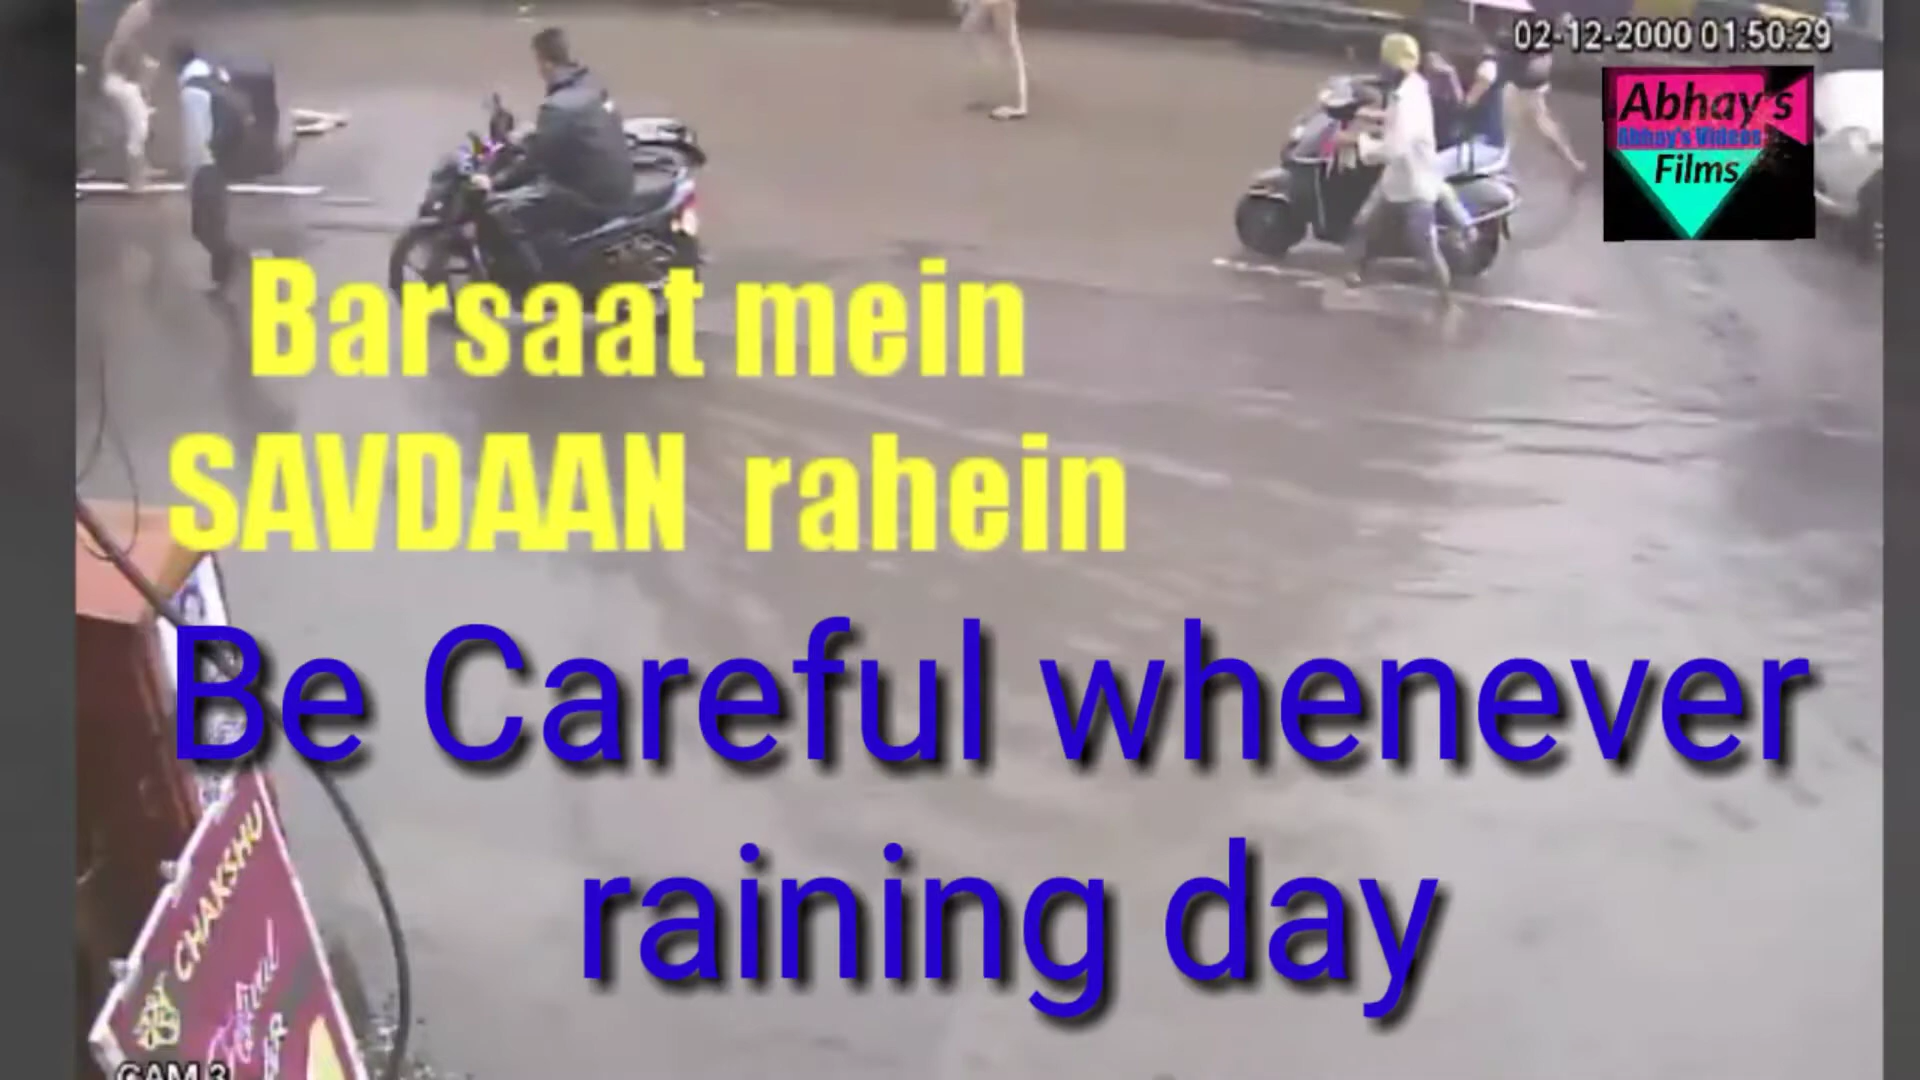 02-12-2000 01:50:29
Abhay's
Abhay's Videos
Films
Barsaat mein
SAVDAAN rahein
Be Careful whenever
raining day
CHAKSHU
CAM 3